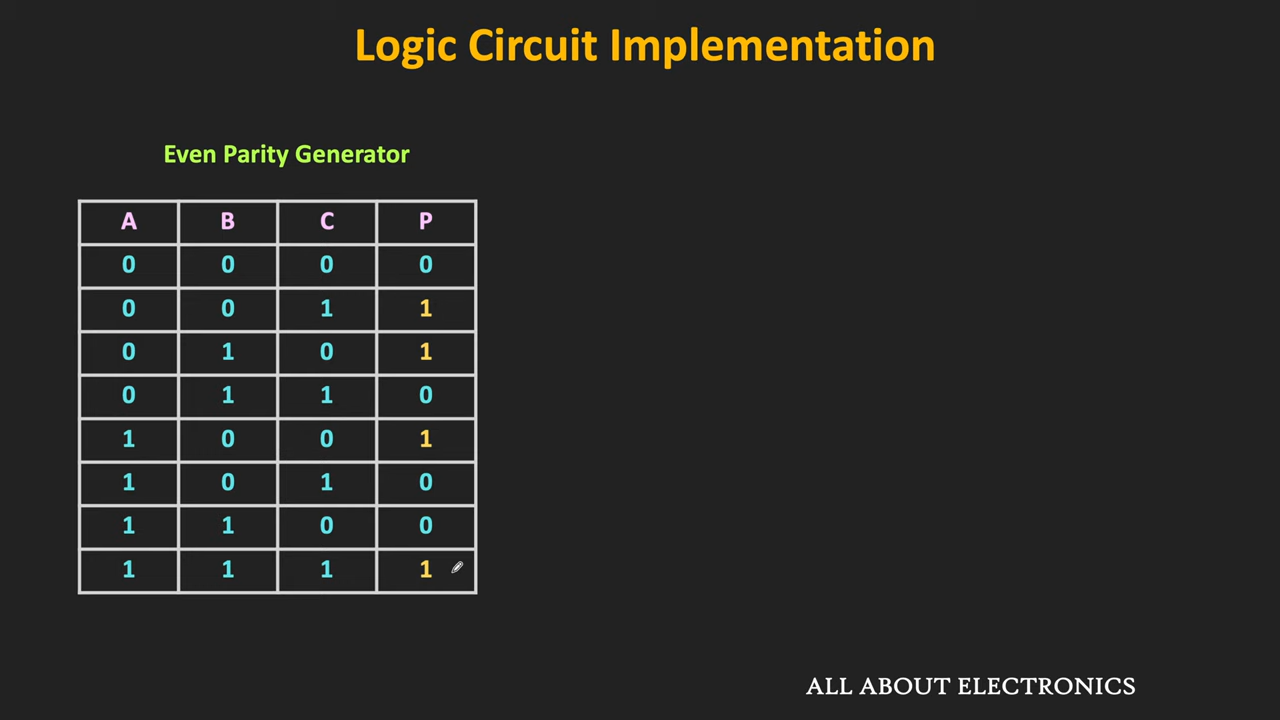 Logic Circuit Implementation
Even Parity Generator
A B C P
0 0 0 0
0 0 1 1
0 1 0 1
0 1 1 0
1 0 0 1
1 0 1 0
1 1 0 0
1 1 1 1
ALL ABOUT ELECTRONICS